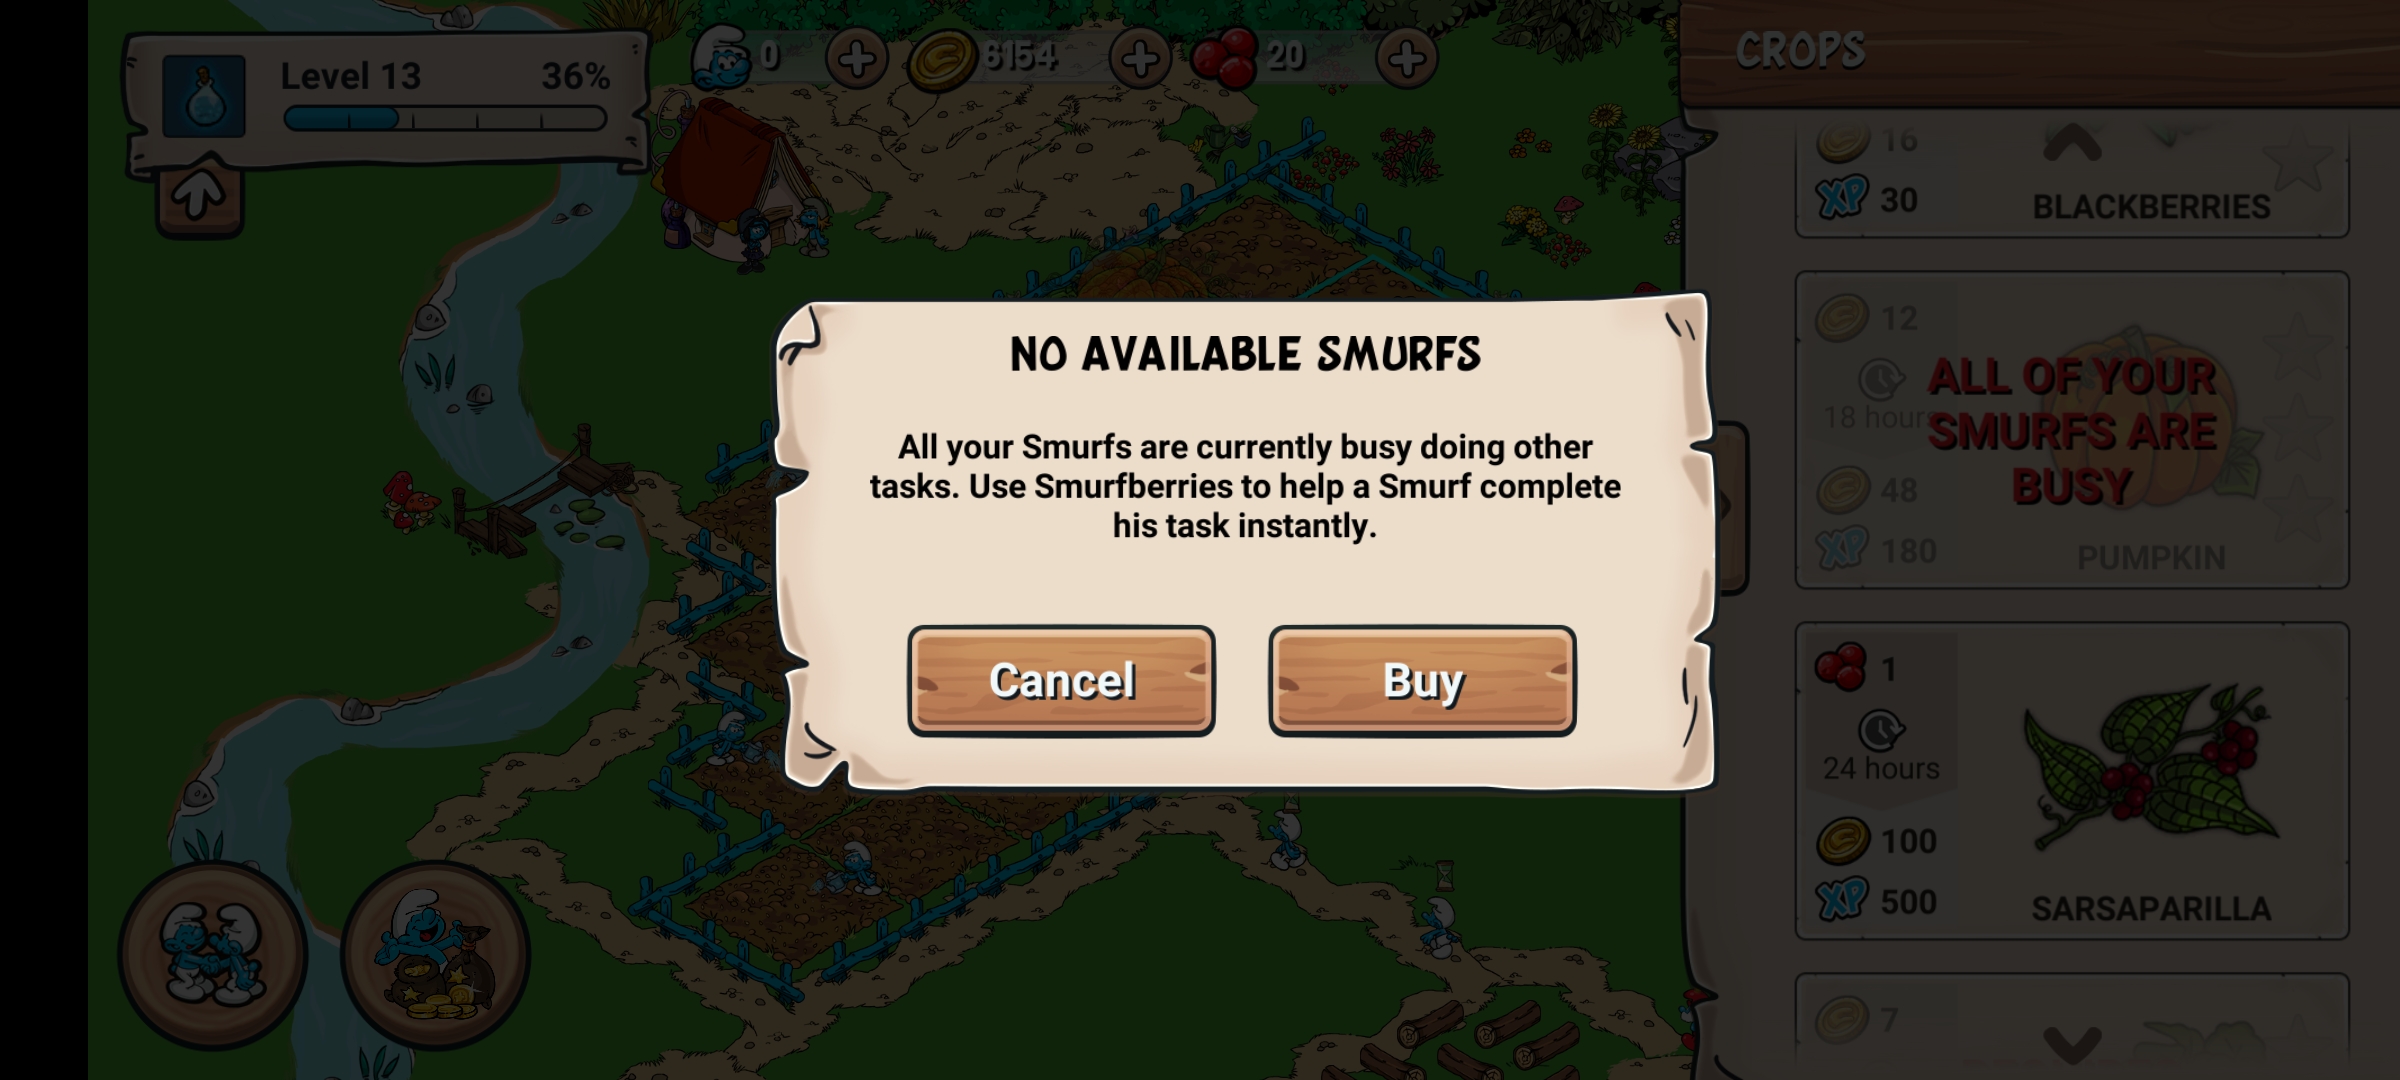 Level 13
36%
0
6154
20
CROPS
16
XP 30
BLACKBERRIES
12
18 hours
48
XP 180
ALL OF YOUR
SMURFS ARE
BUSY
PUMPKIN
1
24 hours
100
XP 500
SARSAPARILLA
7
NO AVAILABLE SMURFS
All your Smurfs are currently busy doing other
tasks. Use Smurfberries to help a Smurf complete
his task instantly.
Cancel
Buy